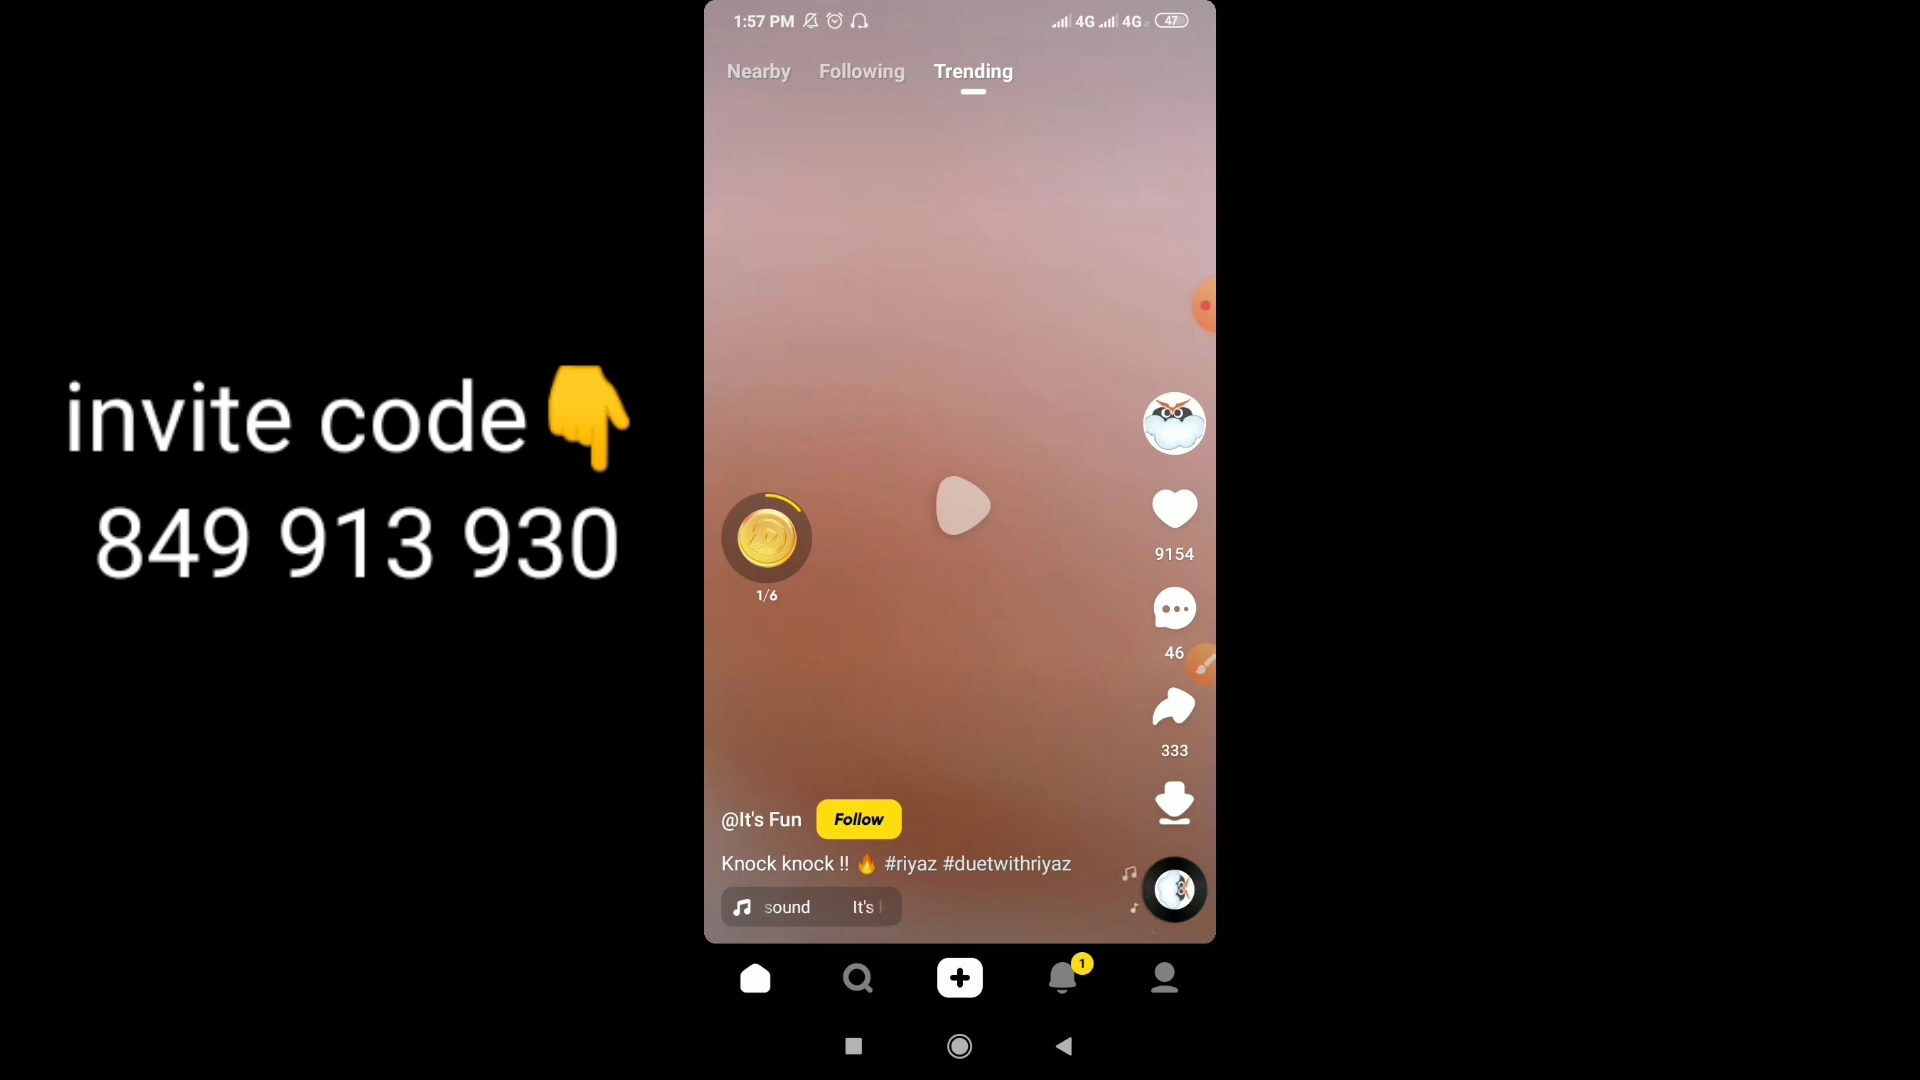 1:57 PM 4G 4G 47
Nearby Following Trending
invite code👇
849 913 930
9154
1/6
46
333
@It's Fun Follow
Knock knock !! 🔥 #riyaz #duetwithriyaz
sound It's
1